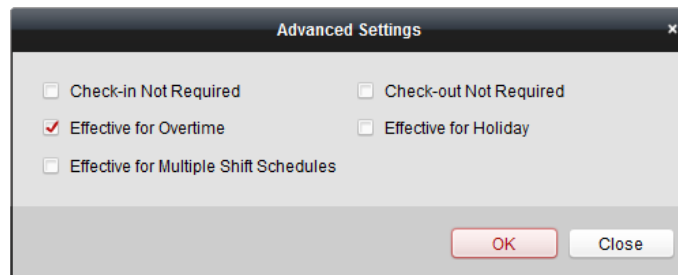 Advanced Settings
×
Check-in Not Required
Check-out Not Required
Effective for Overtime
Effective for Holiday
Effective for Multiple Shift Schedules
OK
Close